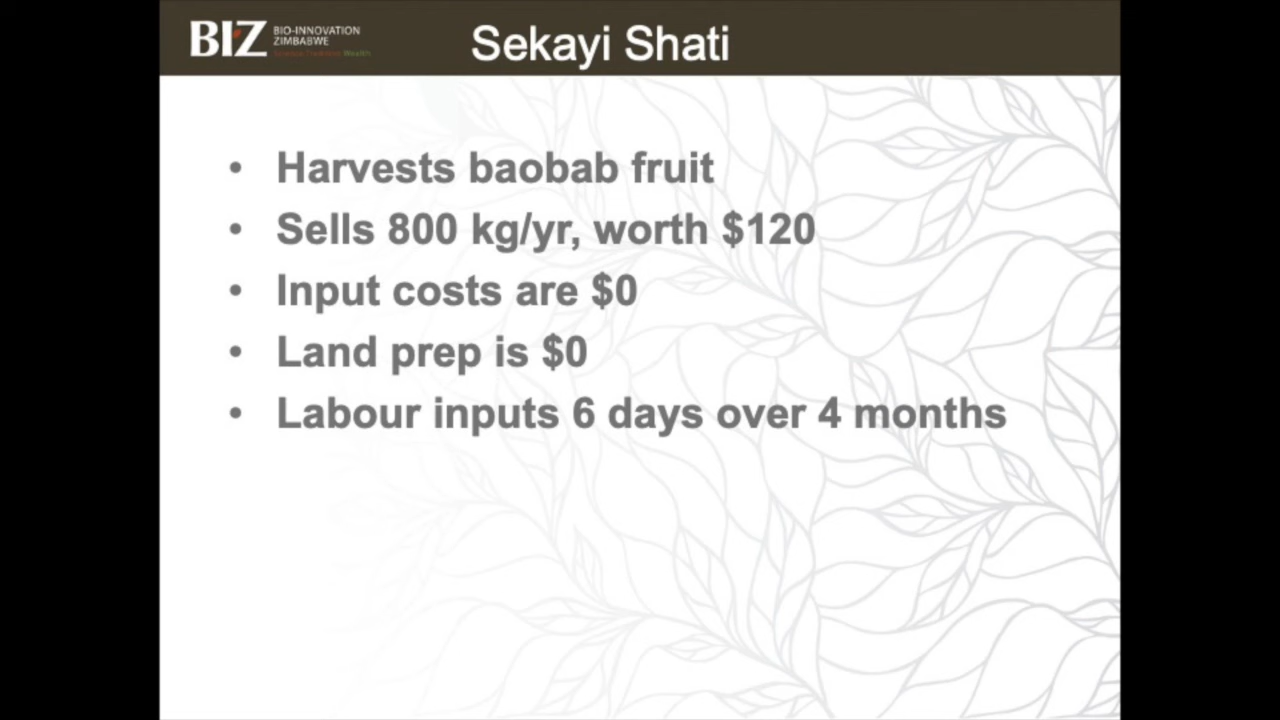 BIZ
BIO-INNOVATION
ZIMBABWE
Sekayi Shati
• Harvests baobab fruit
• Sells 800 kg/yr, worth $120
• Input costs are $0
• Land prep is $0
• Labour inputs 6 days over 4 months